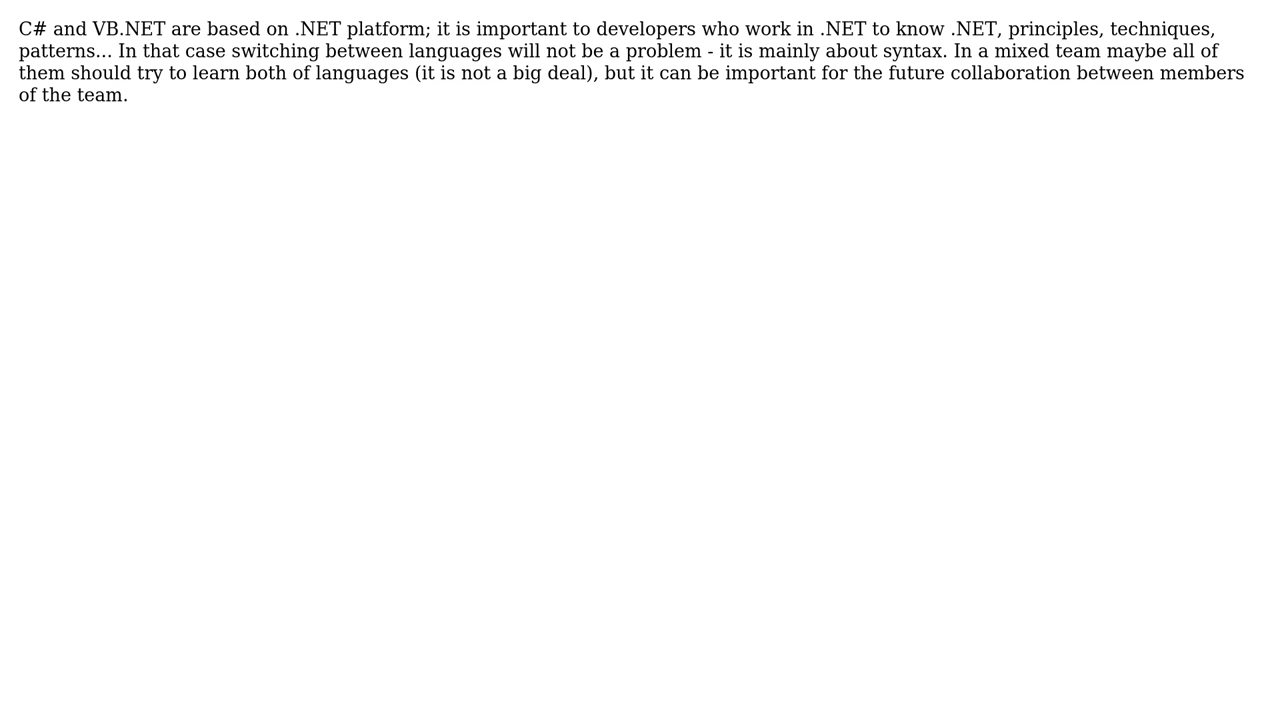 C# and VB.NET are based on .NET platform; it is important to developers who work in .NET to know .NET, principles, techniques,
patterns... In that case switching between languages will not be a problem - it is mainly about syntax. In a mixed team maybe all of
them should try to learn both of languages (it is not a big deal), but it can be important for the future collaboration between members
of the team.